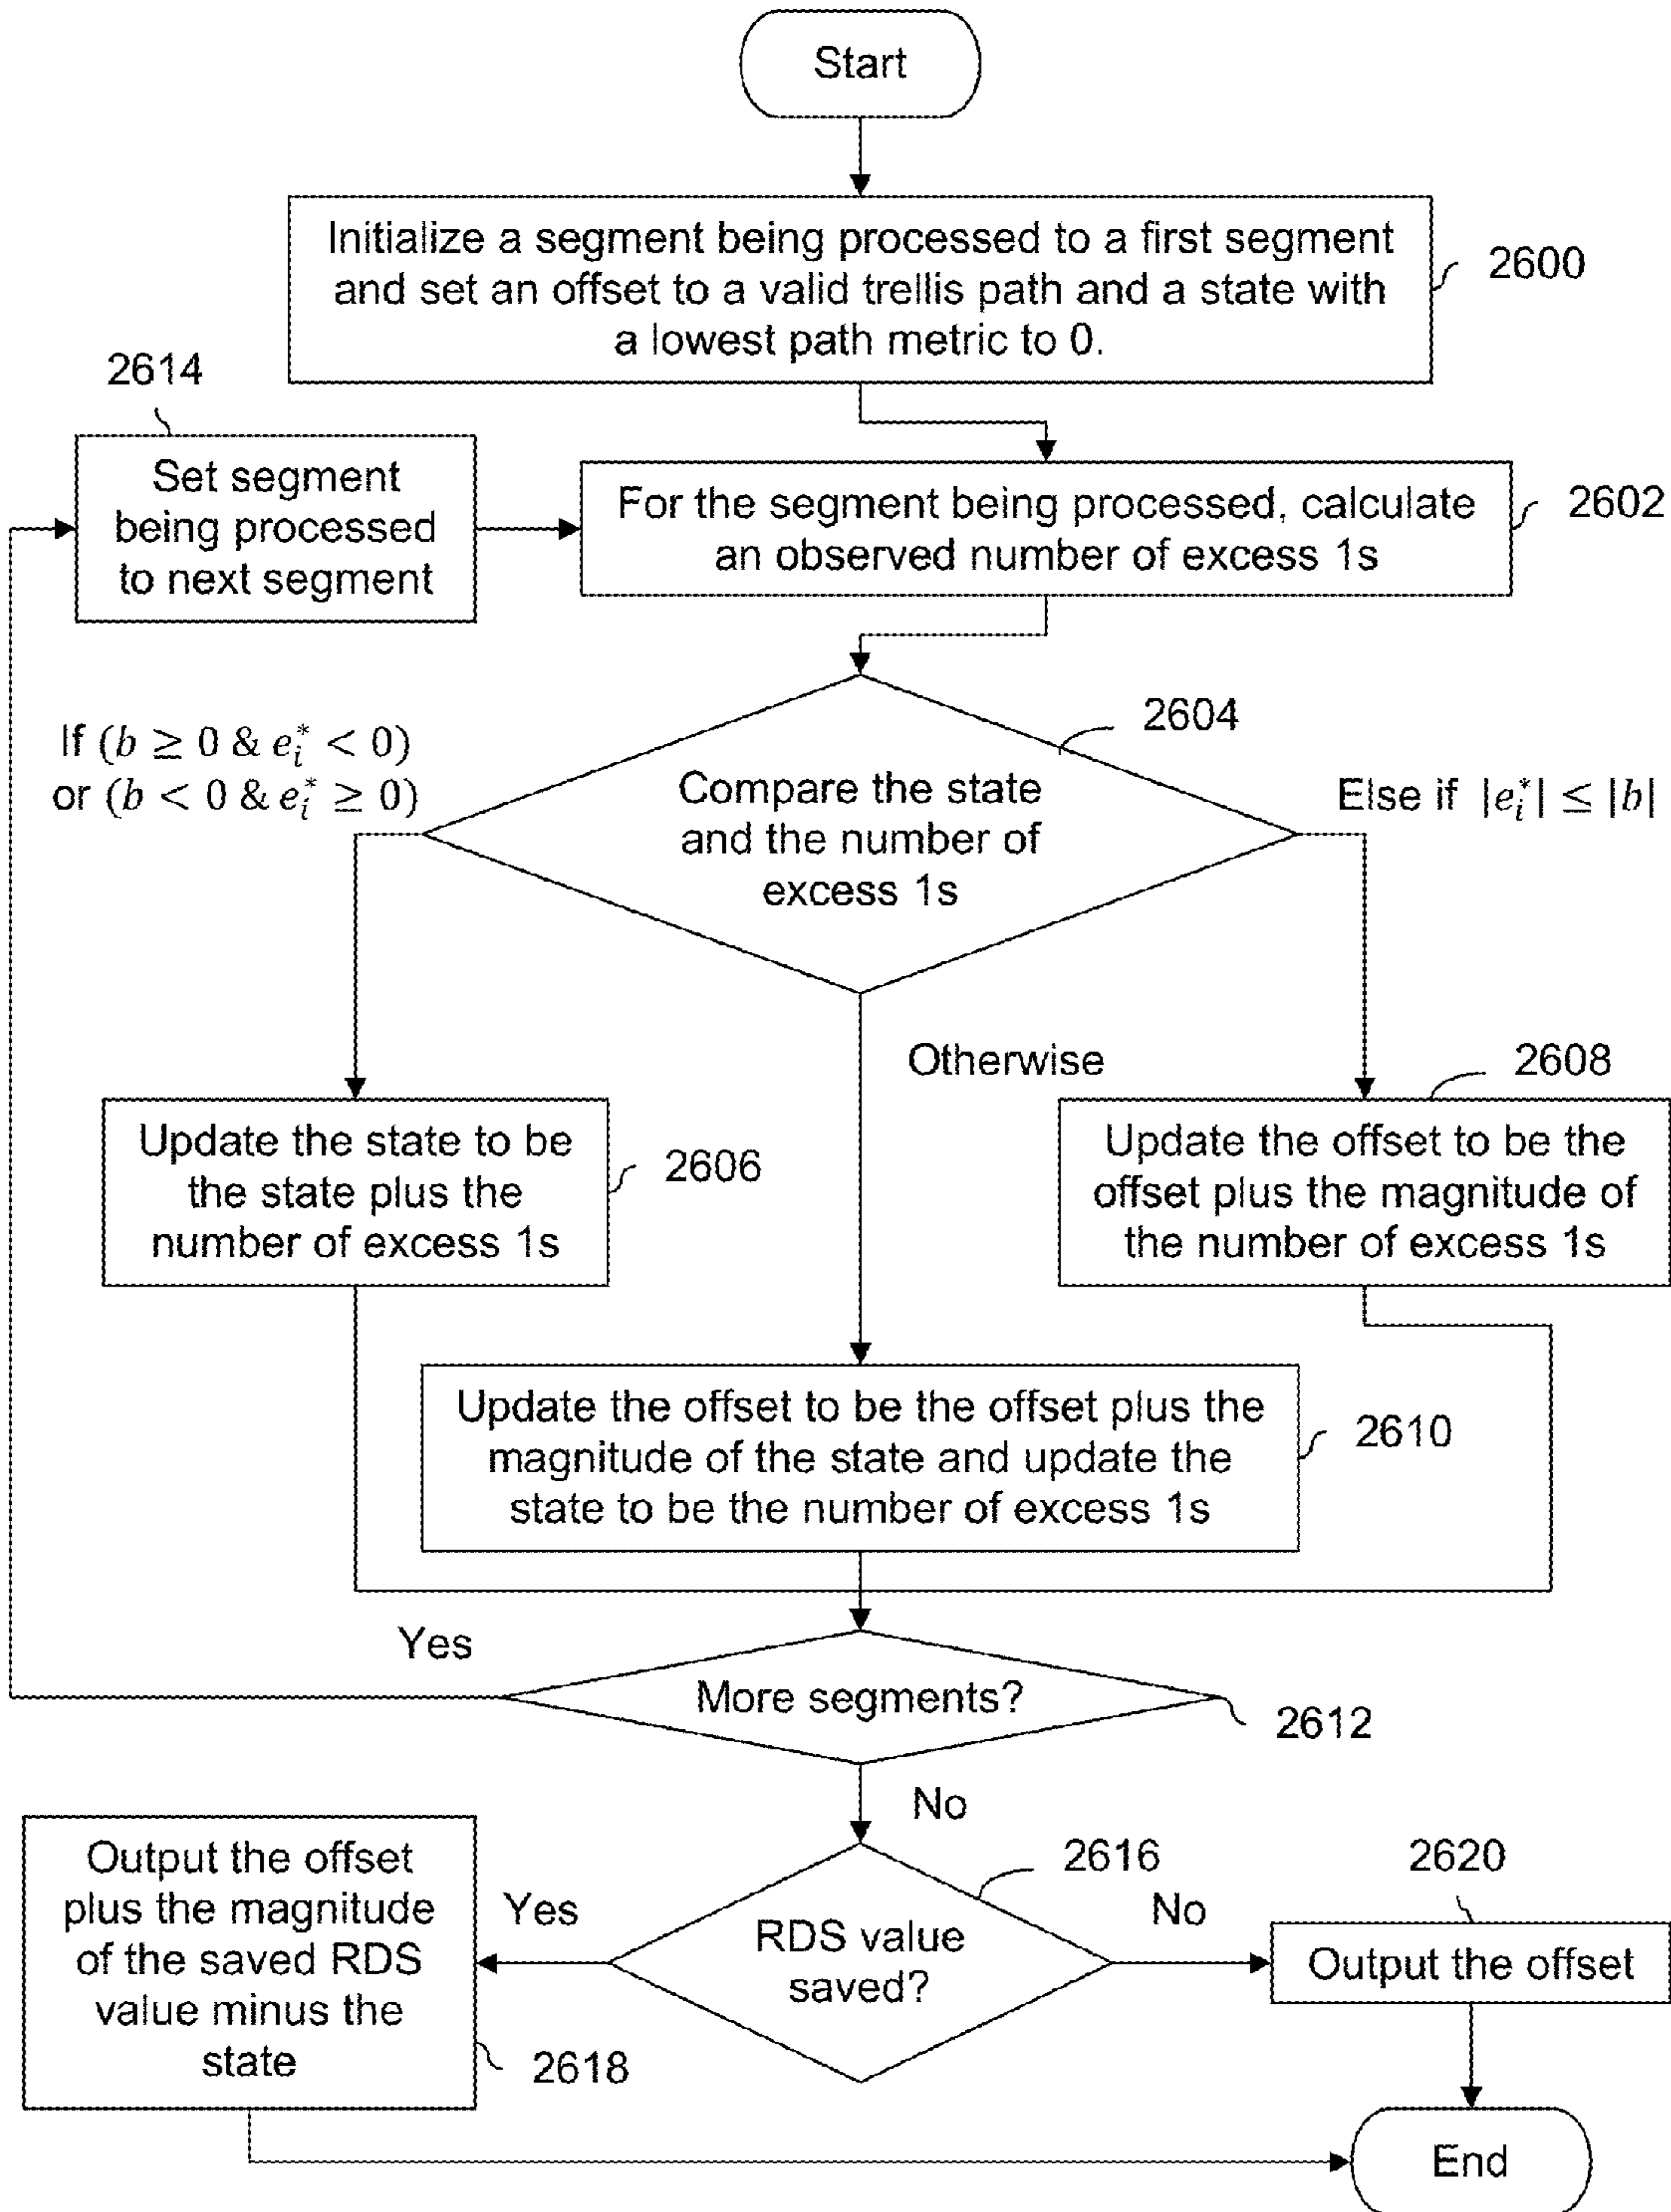 Start
Initialize a segment being processed to a first segment
and set an offset to a valid trellis path and a state with
a lowest path metric to 0.
2600
2614
Set segment
being processed
to next segment
For the segment being processed, calculate
an observed number of excess 1s
2602
If (b ≥ 0 & e_i^* < 0)
or (b < 0 & e_i^* ≥ 0)
2604
Compare the state
and the number of
excess 1s
Else if |e_i^*| ≤ |b|
Otherwise
Update the state to be
the state plus the
number of excess 1s
2606
2608
Update the offset to be the
offset plus the magnitude of
the number of excess 1s
Update the offset to be the offset plus the
magnitude of the state and update the
state to be the number of excess 1s
2610
Yes
More segments?
2612
No
Output the offset
plus the magnitude
of the saved RDS
value minus the
state
2618
Yes
2616
RDS value
saved?
No
2620
Output the offset
End